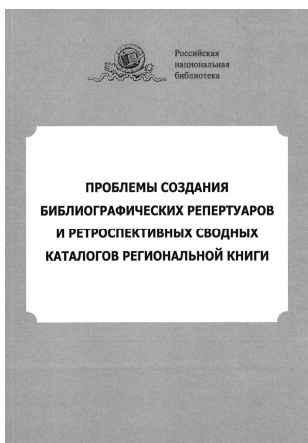 Российская
национальная
библиотека
ПРОБЛЕМЫ СОЗДАНИЯ
БИБЛИОГРАФИЧЕСКИХ РЕПЕРТУАРОВ
И РЕТРОСПЕКТИВНЫХ СВОДНЫХ
КАТАЛОГОВ РЕГИОНАЛЬНОЙ КНИГИ